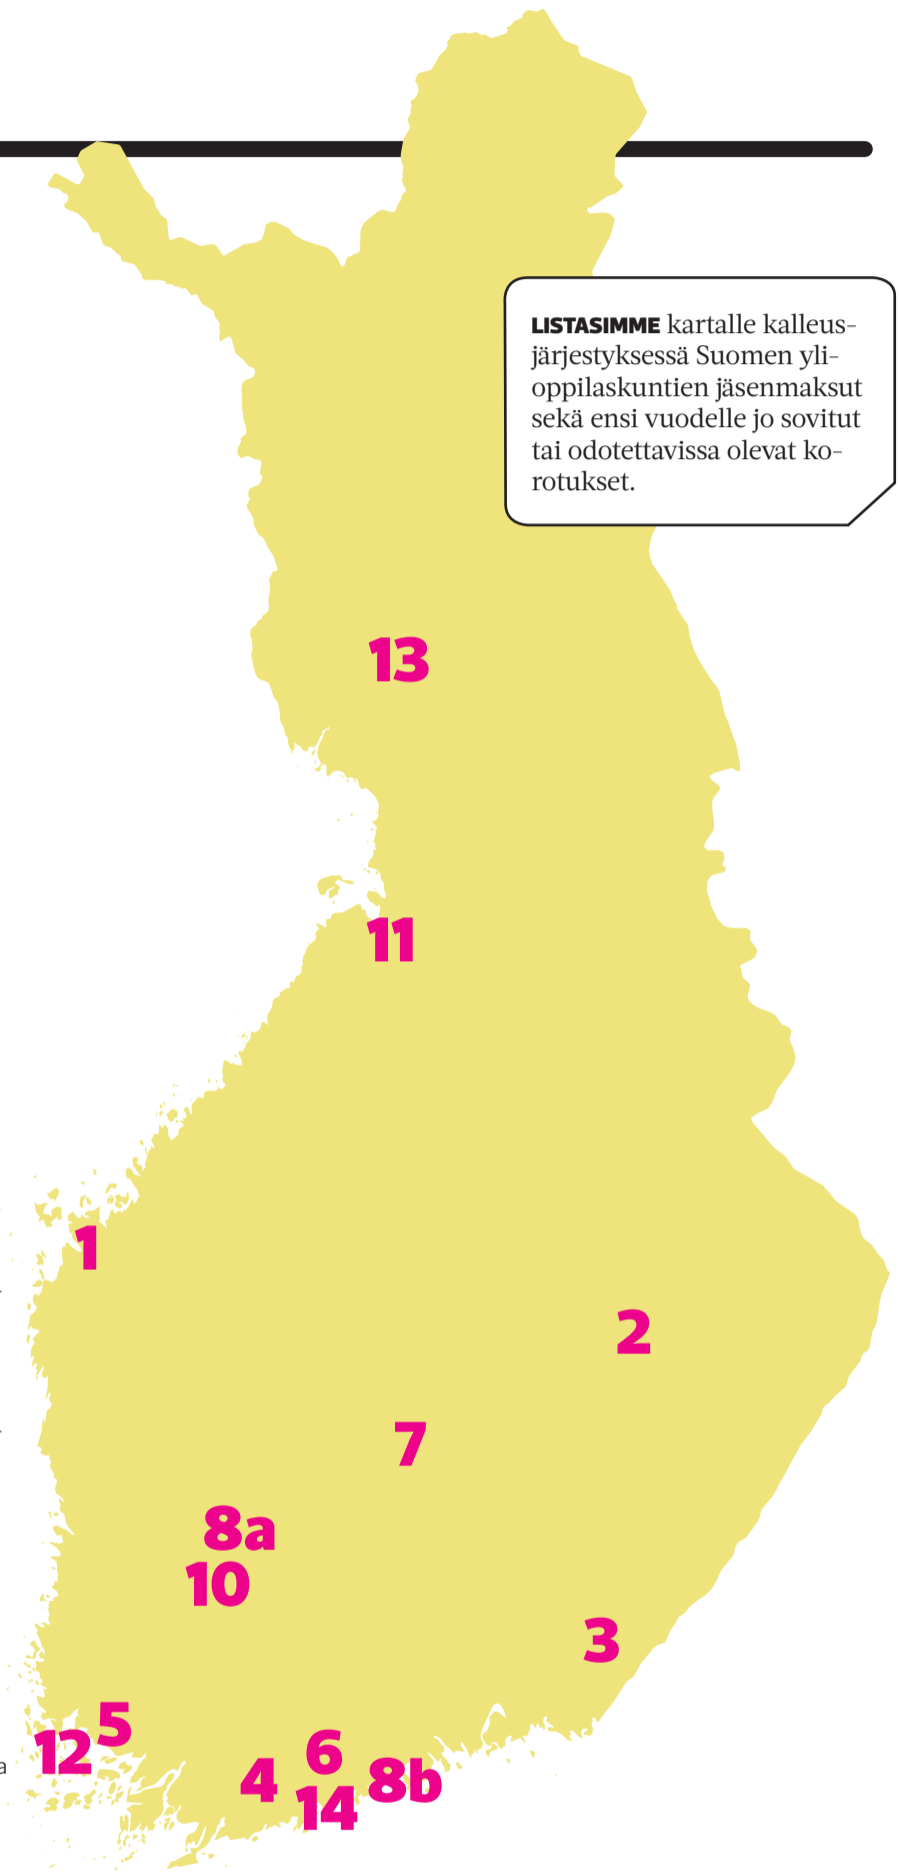 LISTASIMME kartalle kalleus-
järjestyksessä Suomen yli-
oppilaskuntien jäsenmaksut
sekä ensi vuodelle jo sovitut
tai odotettavissa olevat ko-
rotukset.
13
11
1
2
7
8a
10
3
5
12
6
4
8b
14
a